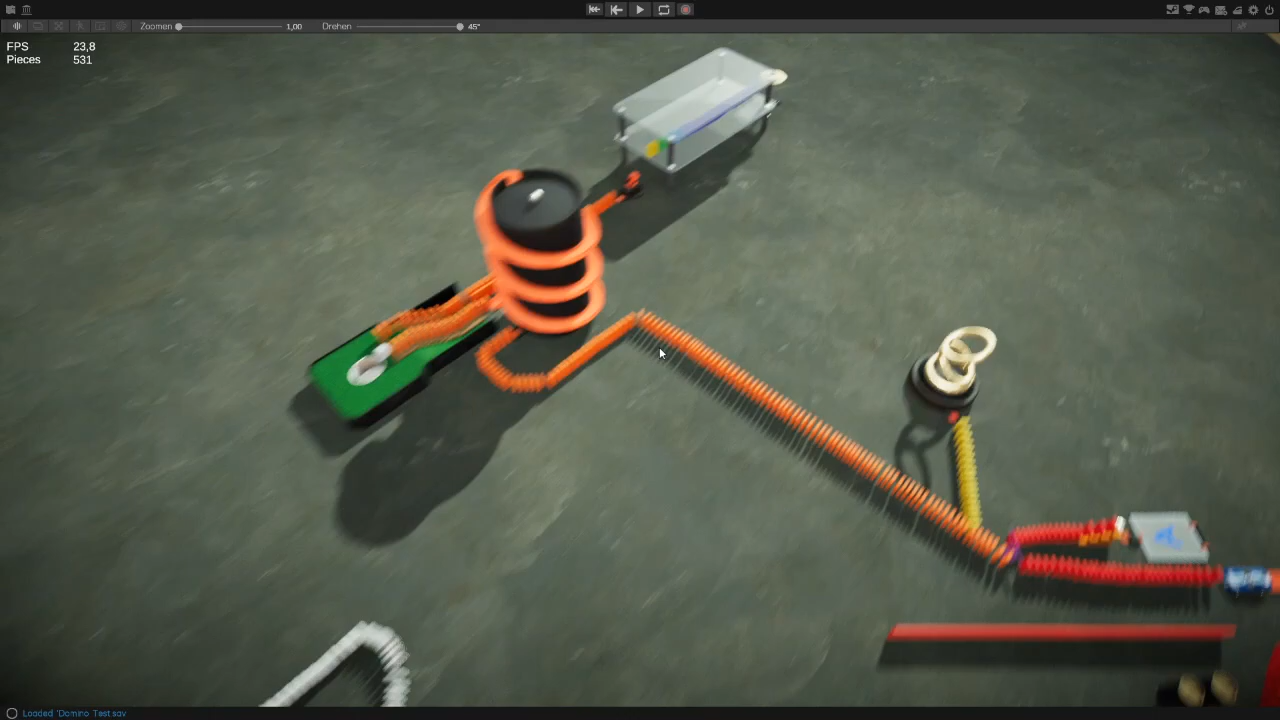 Zoomen 1,00 Drehen 45°
FPS 23,8
Pieces 531
Loaded 'Domino Test.sav